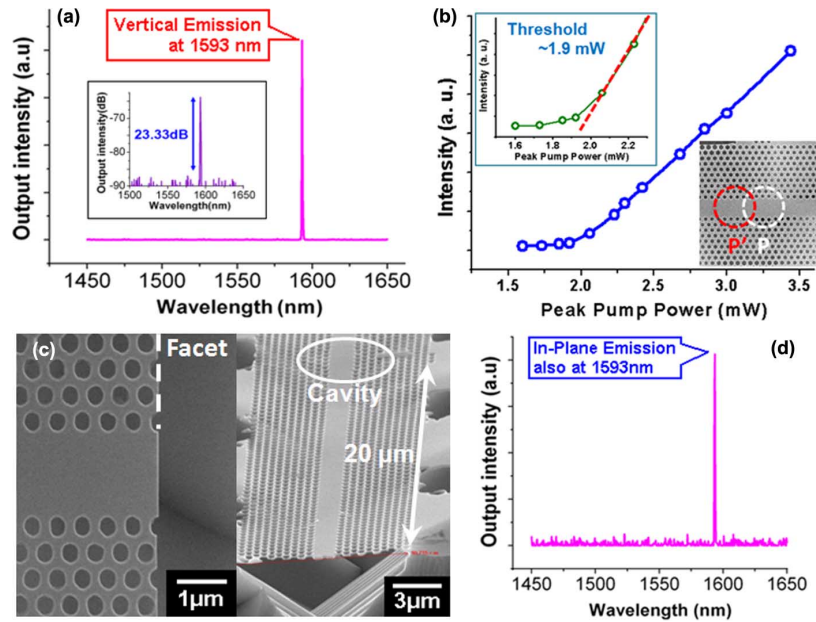 (a)
Vertical Emission
at 1593 nm
Output intensity (a.u)
Output intensity(dB)
-70
-80
-90
23.33dB
1500 1550 1600 1650
Wavelength(nm)
1450 1500 1550 1600 1650
Wavelength (nm)
(b)
Intensity (a. u.)
Threshold
~1.9 mW
Intensity (a. u.)
1.6 1.8 2.0 2.2
Peak Pump Power (mW)
P' P
1.5 2.0 2.5 3.0 3.5
Peak Pump Power (mW)
(c)
Facet
1μm
Cavity
20 μm
3μm
(d)
In-Plane Emission
also at 1593nm
Output intensity (a.u)
1450 1500 1550 1600 1650
Wavelength (nm)